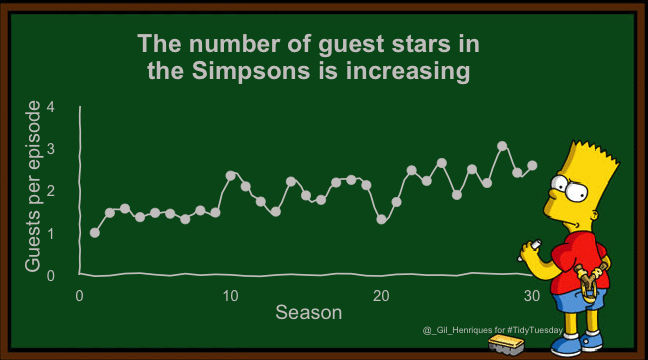 The number of guest stars in
the Simpsons is increasing
Guests per episode
4
3
2
1
0
0 10 20 30
Season
@_Gil_Henriques for #TidyTuesday